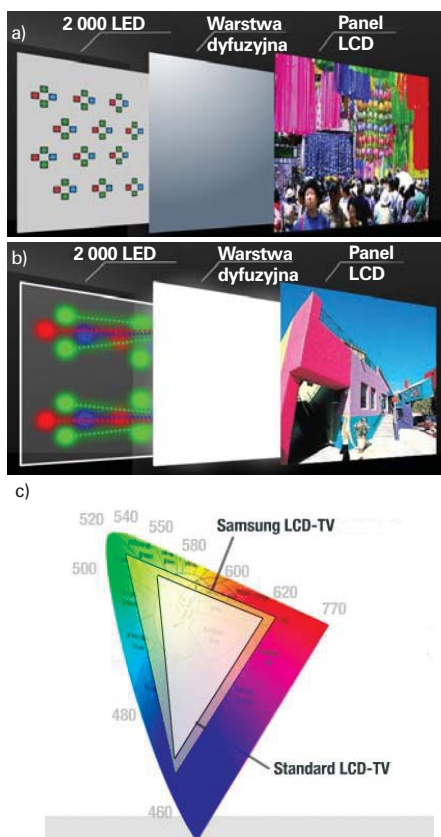 a)
2 000 LED
Warstwa
dyfuzyjna
Panel
LCD
b)
2 000 LED
Warstwa
dyfuzyjna
Panel
LCD
c)
520
540
550
580
600
620
770
500
480
460
Samsung LCD-TV
Standard LCD-TV